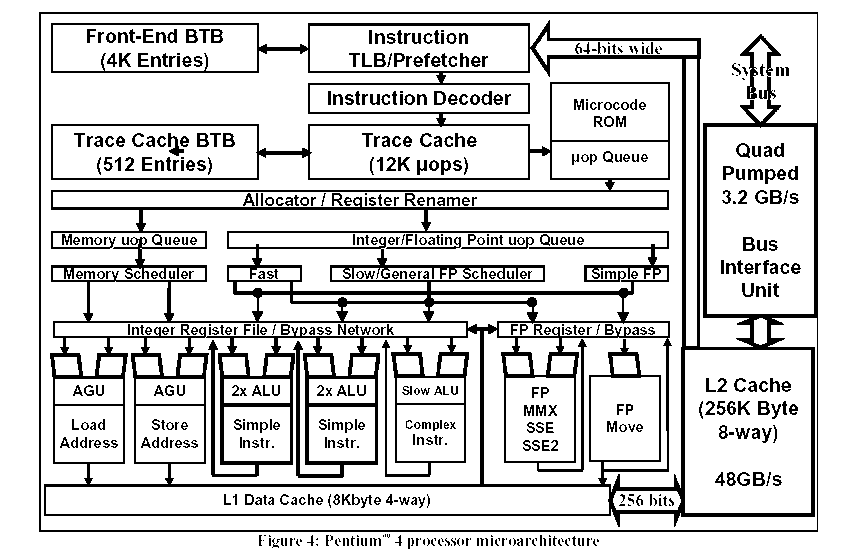 Front-End BTB
(4K Entries)
Instruction
TLB/Prefetcher
64-bits wide
System
Bus
Instruction Decoder
Microcode
ROM
Trace Cache BTB
(512 Entries)
Trace Cache
(12K µops)
µop Queue
Quad
Pumped
3.2 GB/s
Bus
Interface
Unit
Allocator / Register Renamer
Memory uop Queue
Integer/Floating Point uop Queue
Memory Scheduler
Fast
Slow/General FP Scheduler
Simple FP
Integer Register File / Bypass Network
FP Register / Bypass
AGU
Load
Address
AGU
Store
Address
2x ALU
Simple
Instr.
2x ALU
Simple
Instr.
Slow ALU
Complex
Instr.
FP
MMX
SSE
SSE2
FP
Move
L2 Cache
(256K Byte
8-way)
48GB/s
L1 Data Cache (8Kbyte 4-way)
256 bits
Figure 4: Pentium™ 4 processor microarchitecture